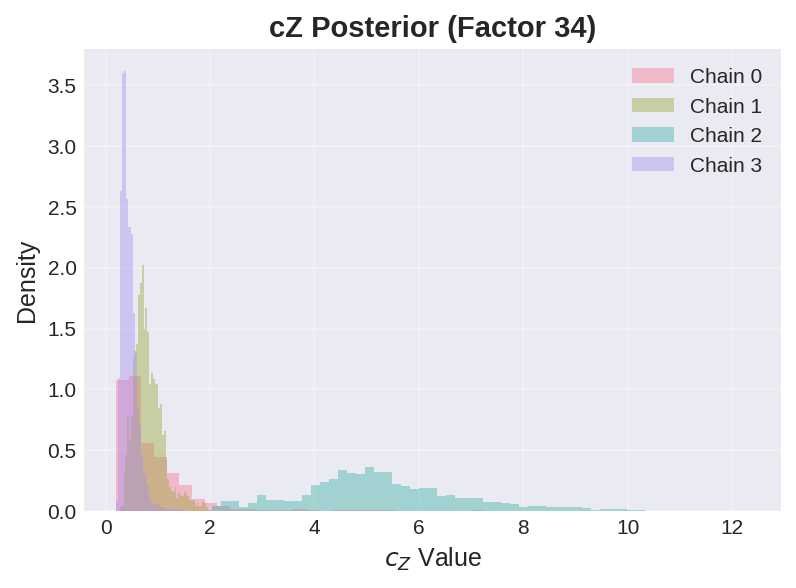 cZ Posterior (Factor 34)
Chain 0
Chain 1
Chain 2
Chain 3
Density
3.5
3.0
2.5
2.0
1.5
1.0
0.5
0.0
0 2 4 6 8 10 12
c_Z Value